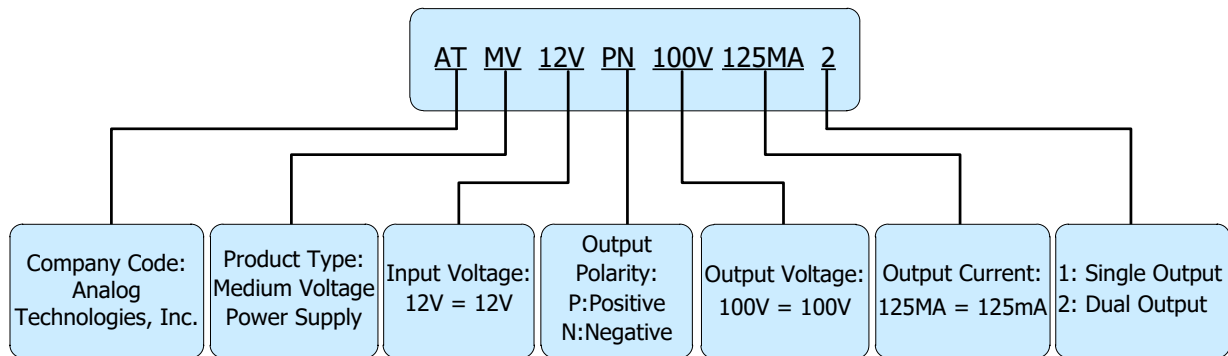 AT MV 12V PN 100V 125MA 2
Company Code:
Analog
Technologies, Inc.
Product Type:
Medium Voltage
Power Supply
Input Voltage:
12V = 12V
Output
Polarity:
P:Positive
N:Negative
Output Voltage:
100V = 100V
Output Current:
125MA = 125mA
1: Single Output
2: Dual Output